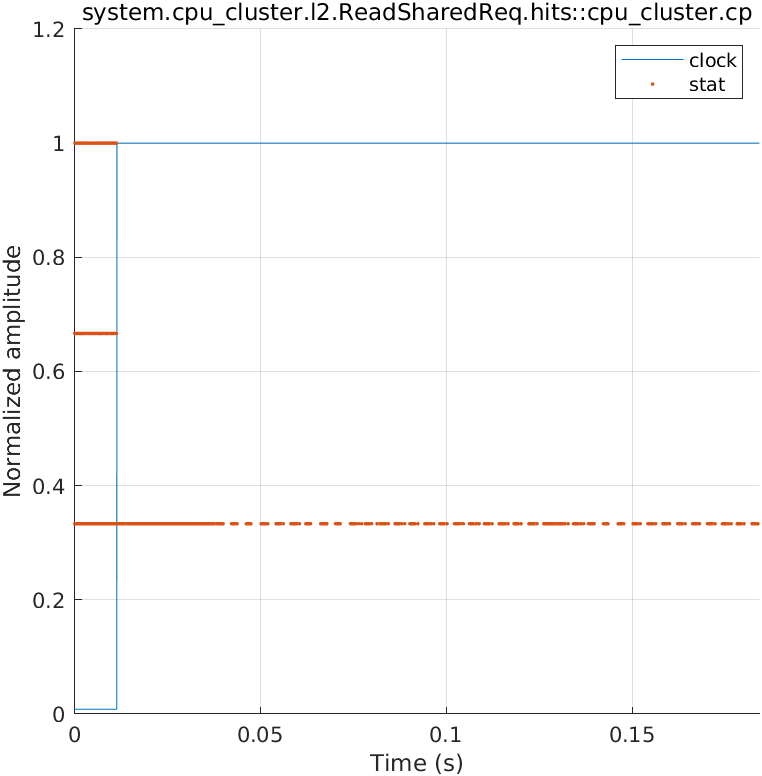 system.cpu_cluster.l2.ReadSharedReq.hits::cpu_cluster.cp
1.2
clock
stat
1
0.8
0.6
0.4
0.2
0
Normalized amplitude
0
0.05
0.1
0.15
Time (s)